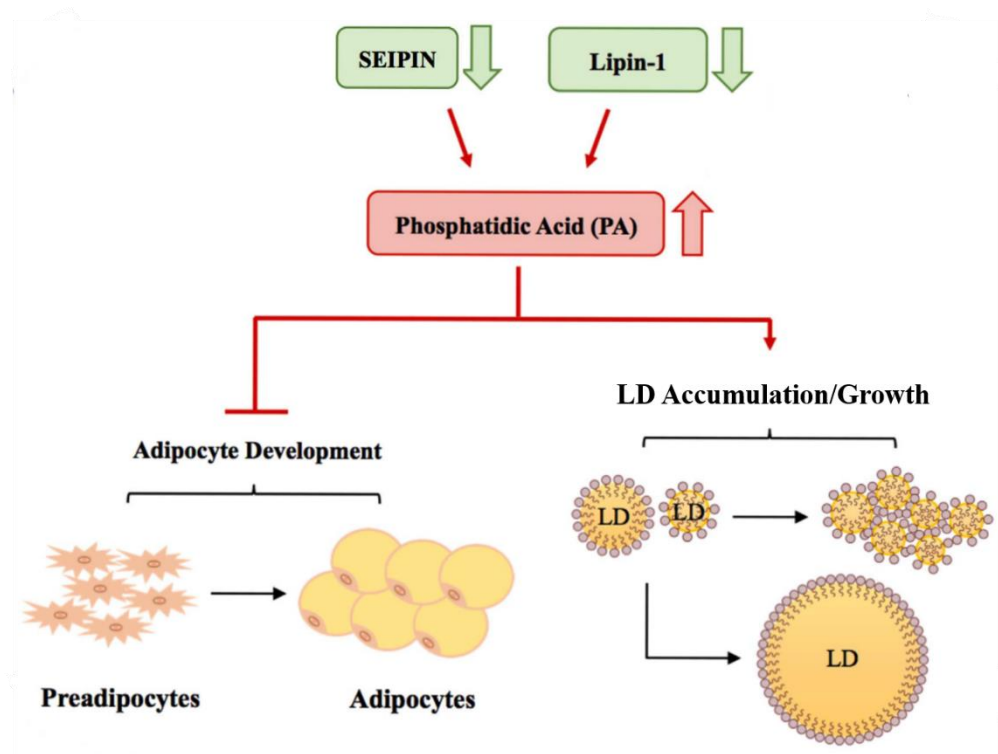 SEIPIN
Lipin-1
Phosphatidic Acid (PA)
LD Accumulation/Growth
Adipocyte Development
LD
LD
LD
Preadipocytes
Adipocytes